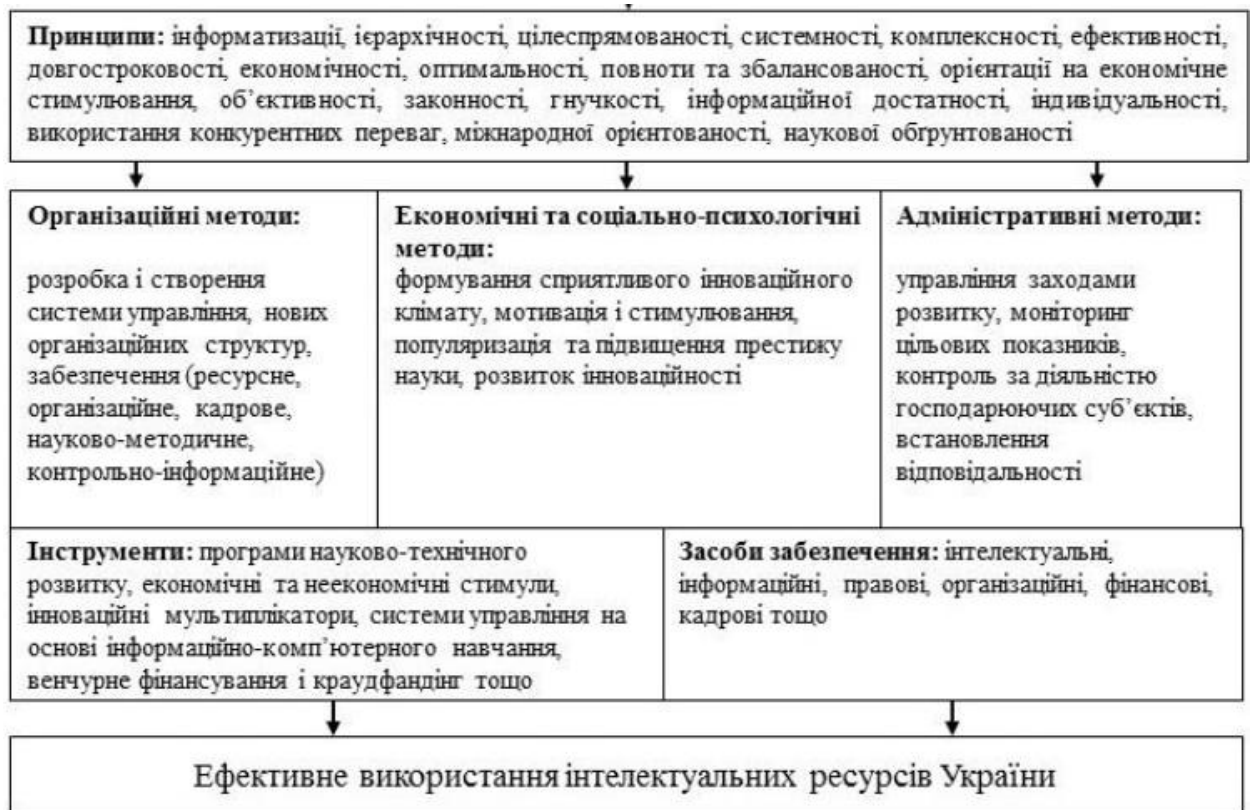 Принципи: інформатизації, ієрархічності, цілеспрямованості, системності, комплексності, ефективності,
довгостроковості, економічності, оптимальності, повноти та збалансованості, орієнтації на економічне
стимулювання, об’єктивності, законності, гнучкості, інформаційної достатності, індивідуальності,
використання конкурентних переваг, міжнародної орієнтованості, наукової обґрунтованості
Організаційні методи:
розробка і створення
системи управління, нових
організаційних структур,
забезпечення (ресурсне,
організаційне, кадрове,
науково-методичне,
контрольно-інформаційне)
Економічні та соціально-психологічні
методи:
формування сприятливого інноваційного
клімату, мотивація і стимулювання,
популяризація та підвищення престижу
науки, розвиток інноваційності
Адміністративні методи:
управління заходами
розвитку, моніторинг
цільових показників,
контроль за діяльністю
господарюючих суб’єктів,
встановлення
відповідальності
Інструменти: програми науково-технічного
розвитку, економічні та неекономічні стимули,
інноваційні мультиплікатори, системи управління на
основі інформаційно-комп’ютерного навчання,
венчурне фінансування і краудфандінг тощо
Засоби забезпечення: інтелектуальні,
інформаційні, правові, організаційні, фінансові,
кадрові тощо
Ефективне використання інтелектуальних ресурсів України